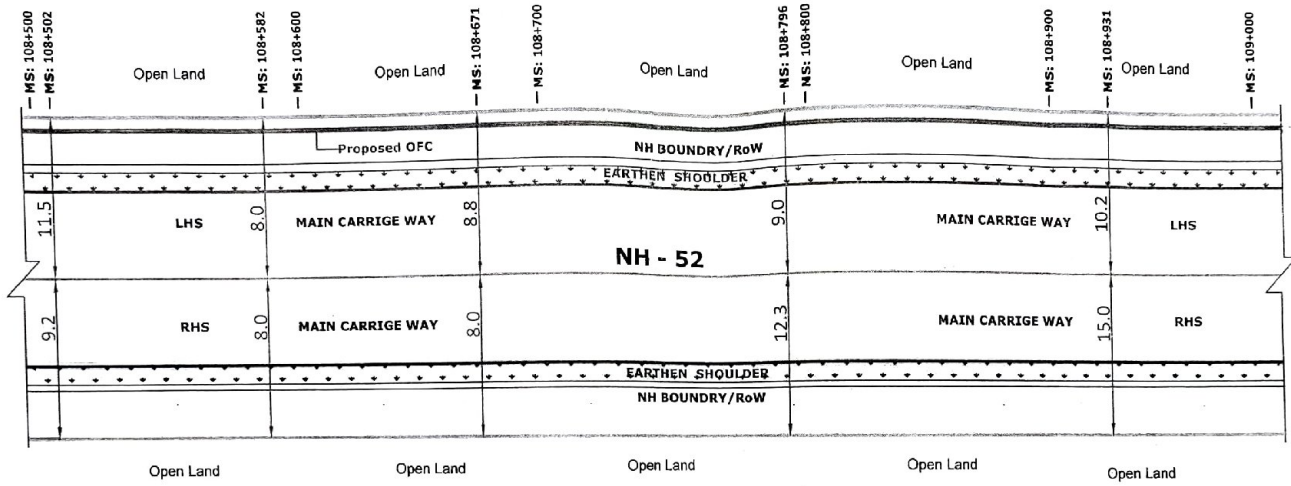 MS: 108+500
MS: 108+502
MS: 108+582
MS: 108+600
MS: 108+671
MS: 108+700
NS: 108+796
MS: 108+800
MS: 108+900
MS: 108+931
MS: 109+000
Open Land Open Land Open Land Open Land Open Land
Proposed OFC
NH BOUNDRY/RoW
EARTHEN SHOULDER
11.5 LHS 8.0 MAIN CARRIGE WAY 8.8 9.0 MAIN CARRIGE WAY 10.2 LHS
NH - 52
9.2 RHS 8.0 MAIN CARRIGE WAY 8.0 12.3 MAIN CARRIGE WAY 15.0 RHS
EARTHEN SHOULDER
NH BOUNDRY/RoW
Open Land Open Land Open Land Open Land Open Land